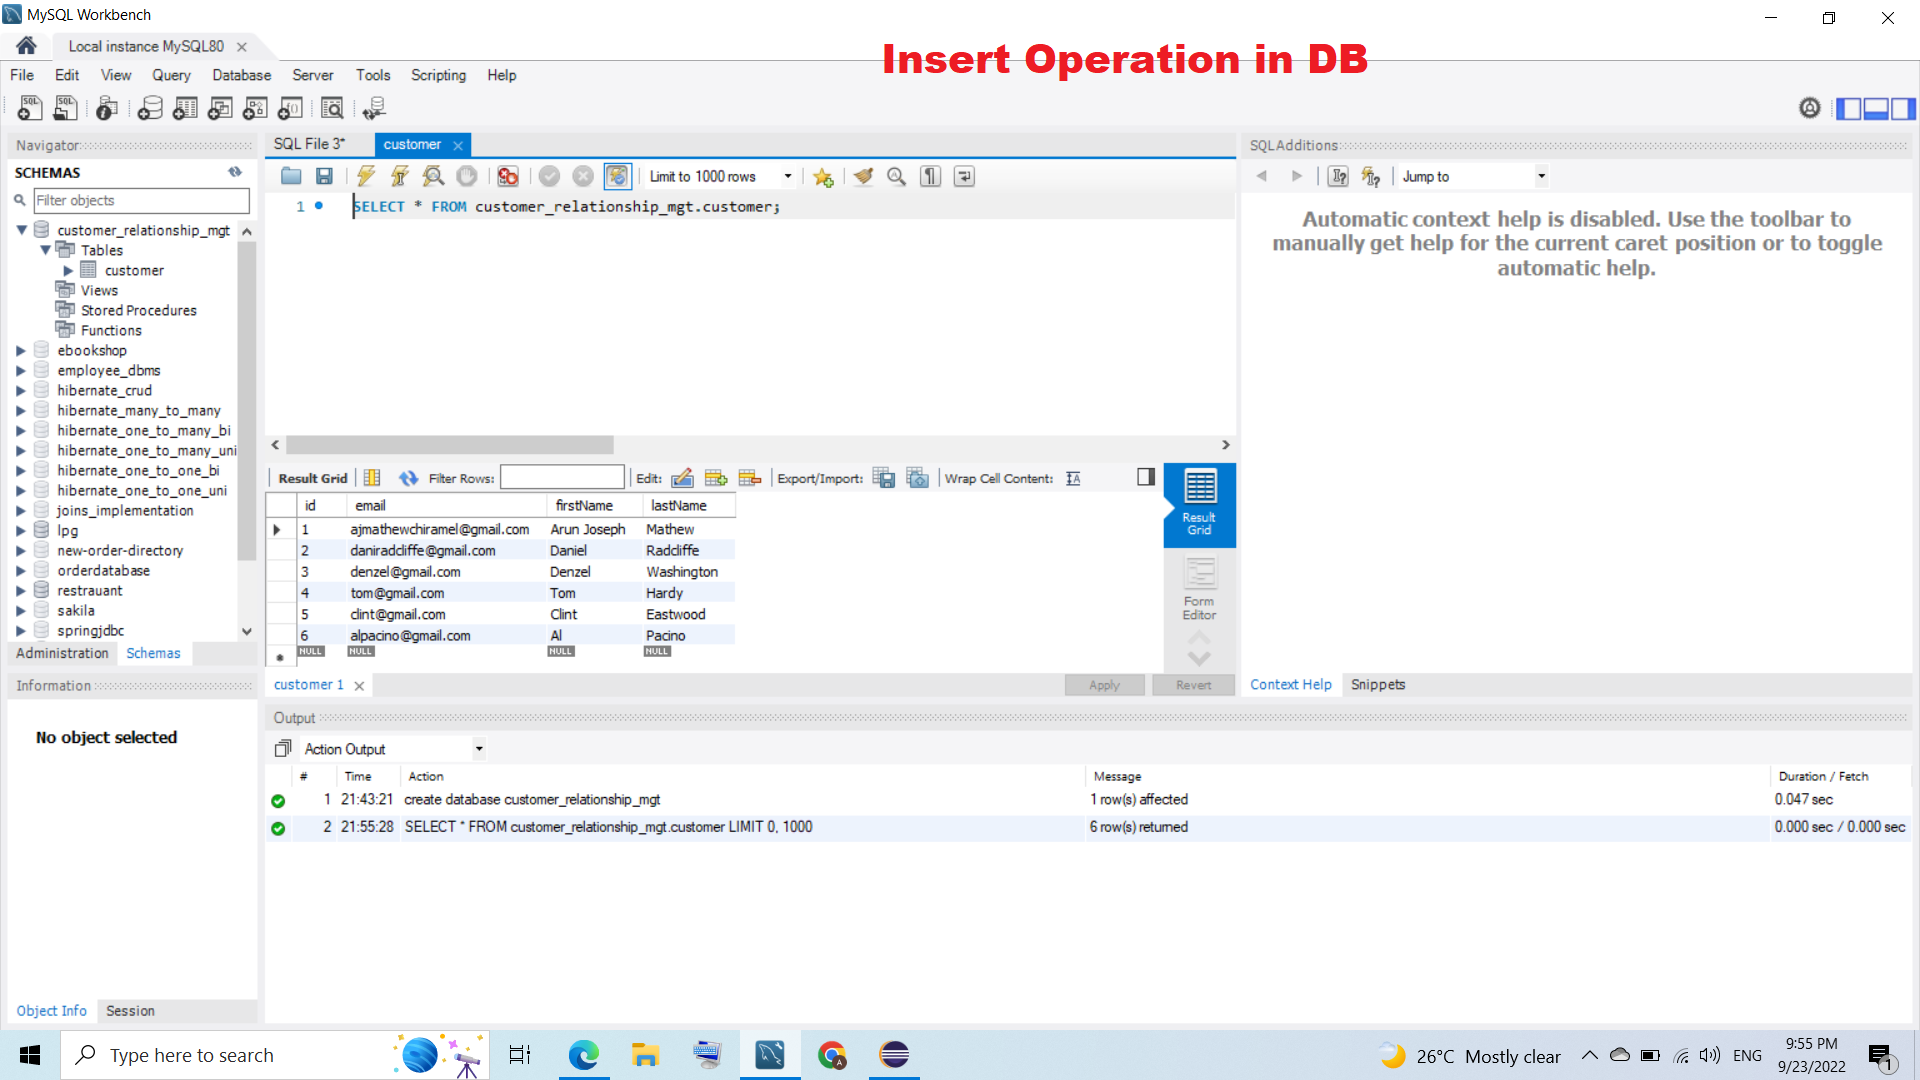 MySQL Workbench
Local instance MySQL80
Insert Operation in DB
File Edit View Query Database Server Tools Scripting Help
Navigator
SCHEMAS
Filter objects
customer_relationship_mgt
Tables
customer
Views
Stored Procedures
Functions
ebookshop
employee_dbms
hibernate_crud
hibernate_many_to_many
hibernate_one_to_many_bi
hibernate_one_to_many_uni
hibernate_one_to_one_bi
hibernate_one_to_one_uni
joins_implementation
lpg
new-order-directory
orderdatabase
restrauant
sakila
springjdbc
Administration Schemas
Information
No object selected
Object Info Session
SQL File 3* customer
Limit to 1000 rows
1 SELECT * FROM customer_relationship_mgt.customer;
Result Grid Filter Rows: Edit: Export/Import: Wrap Cell Content:
id email firstName lastName
1 ajmathewchiramel@gmail.com Arun Joseph Mathew
2 daniradcliffe@gmail.com Daniel Radcliffe
3 denzel@gmail.com Denzel Washington
4 tom@gmail.com Tom Hardy
5 clint@gmail.com Clint Eastwood
6 alpacino@gmail.com Al Pacino
NULL NULL NULL NULL
Result
Grid
Form
Editor
customer 1 Apply Revert
SQLAdditions
Jump to
Automatic context help is disabled. Use the toolbar to
manually get help for the current caret position or to toggle
automatic help.
Context Help Snippets
Output
Action Output
# Time Action Message Duration / Fetch
1 21:43:21 create database customer_relationship_mgt 1 row(s) affected 0.047 sec
2 21:55:28 SELECT * FROM customer_relationship_mgt.customer LIMIT 0, 1000 6 row(s) returned 0.000 sec / 0.000 sec
Type here to search
26°C Mostly clear
ENG
9:55 PM
9/23/2022
1